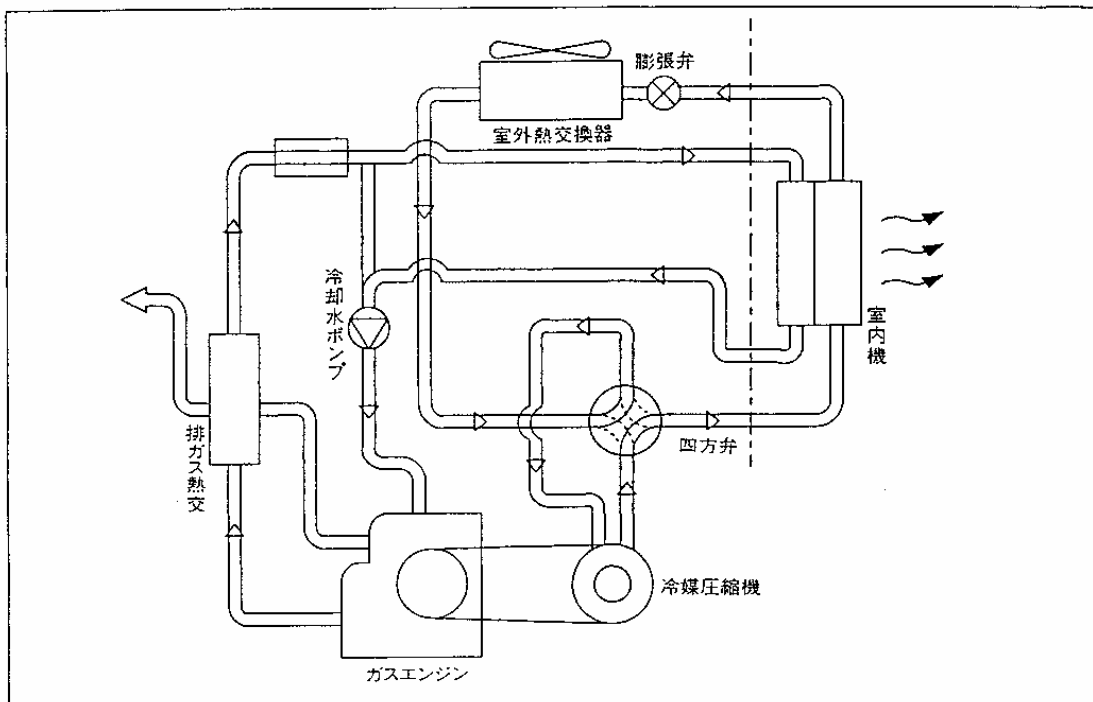 膨張弁
室外熱交換器
冷却水ポンプ
室内機
四方弁
排ガス熱交
冷媒圧縮機
ガスエンジン